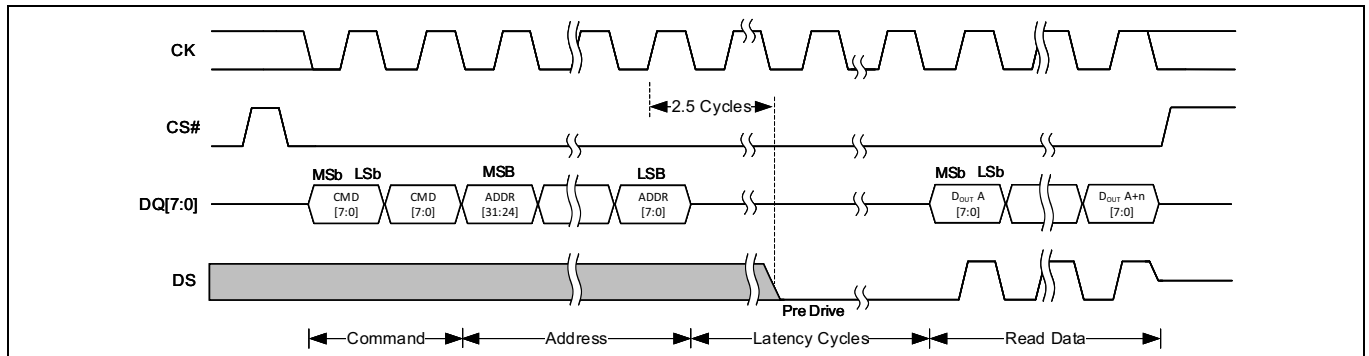 CK
2.5 Cycles
CS#
MSb LSb MSB LSB MSb LSb
DQ[7:0] CMD [7:0] CMD [7:0] ADDR [31:24] ADDR [7:0] DOUT A [7:0] DOUT A+n [7:0]
DS
Pre Drive
Command Address Latency Cycles Read Data